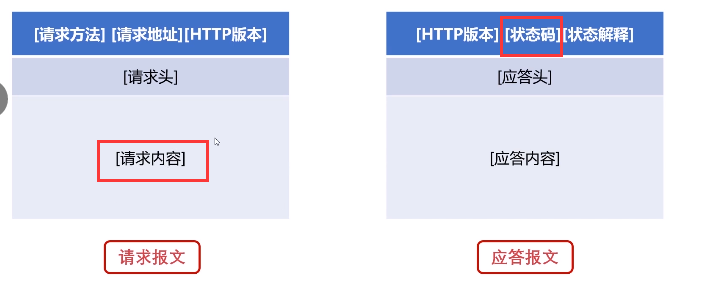 [请求方法] [请求地址][HTTP版本]
[请求头]
[请求内容]
请求报文
[HTTP版本] [状态码][状态解释]
[应答头]
[应答内容]
应答报文